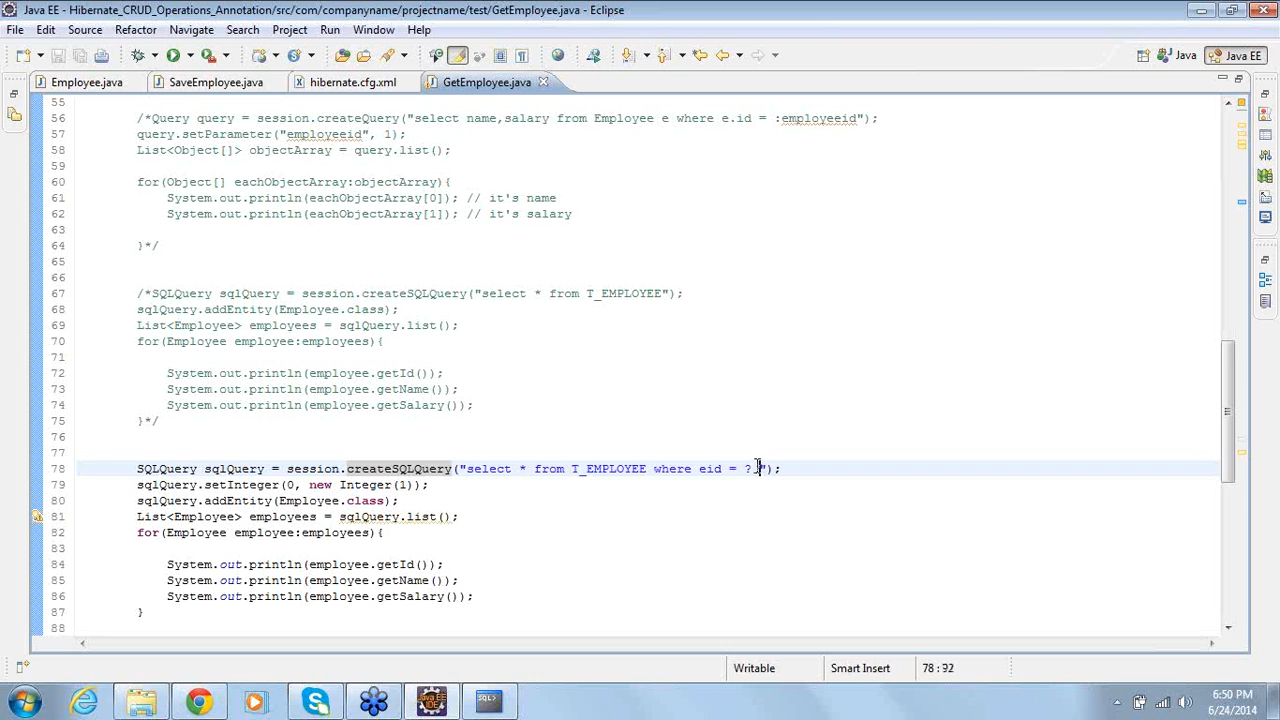 Java EE - Hibernate_CRUD_Operations_Annotation/src/com/companyname/projectname/test/GetEmployee.java - Eclipse
File Edit Source Refactor Navigate Search Project Run Window Help
Java Java EE
Employee.java SaveEmployee.java hibernate.cfg.xml GetEmployee.java
55
56 /*Query query = session.createQuery("select name,salary from Employee e where e.id = :employeeid");
57 query.setParameter("employeeid", 1);
58 List<Object[]> objectArray = query.list();
59
60 for(Object[] eachObjectArray:objectArray){
61 System.out.println(eachObjectArray[0]); // it's name
62 System.out.println(eachObjectArray[1]); // it's salary
63
64 }*/
65
66
67 /*SQLQuery sqlQuery = session.createSQLQuery("select * from T_EMPLOYEE");
68 sqlQuery.addEntity(Employee.class);
69 List<Employee> employees = sqlQuery.list();
70 for(Employee employee:employees){
71
72 System.out.println(employee.getId());
73 System.out.println(employee.getName());
74 System.out.println(employee.getSalary());
75 }*/
76
77
78 SQLQuery sqlQuery = session.createSQLQuery("select * from T_EMPLOYEE where eid = ? ");
79 sqlQuery.setInteger(0, new Integer(1));
80 sqlQuery.addEntity(Employee.class);
81 List<Employee> employees = sqlQuery.list();
82 for(Employee employee:employees){
83
84 System.out.println(employee.getId());
85 System.out.println(employee.getName());
86 System.out.println(employee.getSalary());
87 }
88
Writable Smart Insert 78 : 92
Java EE IDE SQL>
6:50 PM
6/24/2014